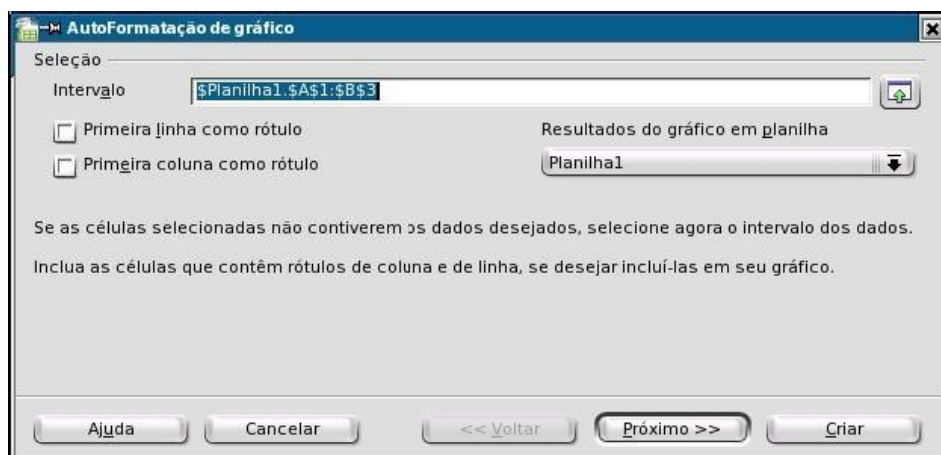 AutoFormatação de gráfico
Seleção
Intervalo $Planilha1.$A$1:$B$3
Primeira linha como rótulo
Resultados do gráfico em planilha
Primeira coluna como rótulo
Planilha1
Se as células selecionadas não contiverem os dados desejados, selecione agora o intervalo dos dados.
Inclua as células que contêm rótulos de coluna e de linha, se desejar incluí-las em seu gráfico.
Ajuda Cancelar << Voltar Próximo >> Criar